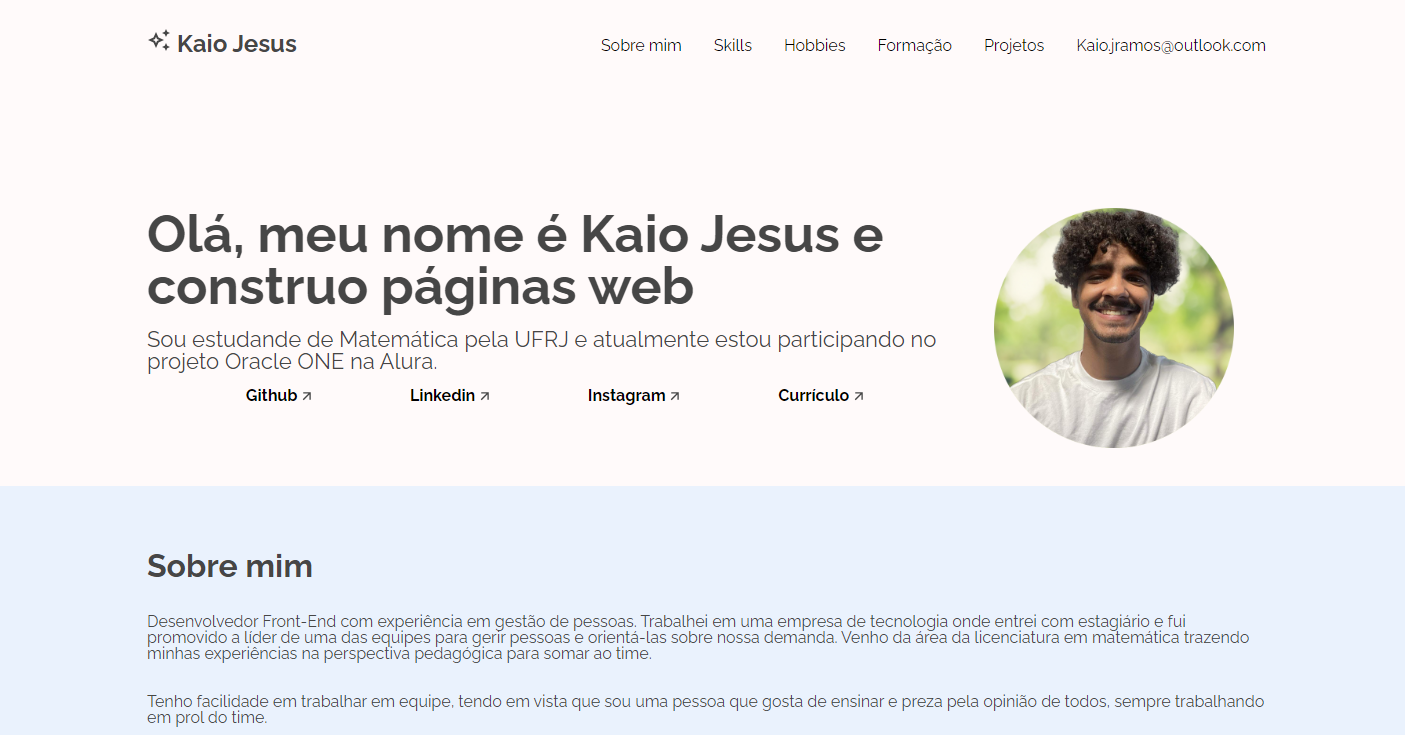 Kaio Jesus
Sobre mim Skills Hobbies Formação Projetos Kaio.jramos@outlook.com
Olá, meu nome é Kaio Jesus e
construo páginas web
Sou estudande de Matemática pela UFRJ e atualmente estou participando no
projeto Oracle ONE na Alura.
Github Linkedin Instagram Currículo
Sobre mim
Desenvolvedor Front-End com experiência em gestão de pessoas. Trabalhei em uma empresa de tecnologia onde entrei com estagiário e fui
promovido a líder de uma das equipes para gerir pessoas e orientá-las sobre nossa demanda. Venho da área da licenciatura em matemática trazendo
minhas experiências na perspectiva pedagógica para somar ao time.
Tenho facilidade em trabalhar em equipe, tendo em vista que sou uma pessoa que gosta de ensinar e preza pela opinião de todos, sempre trabalhando
em prol do time.